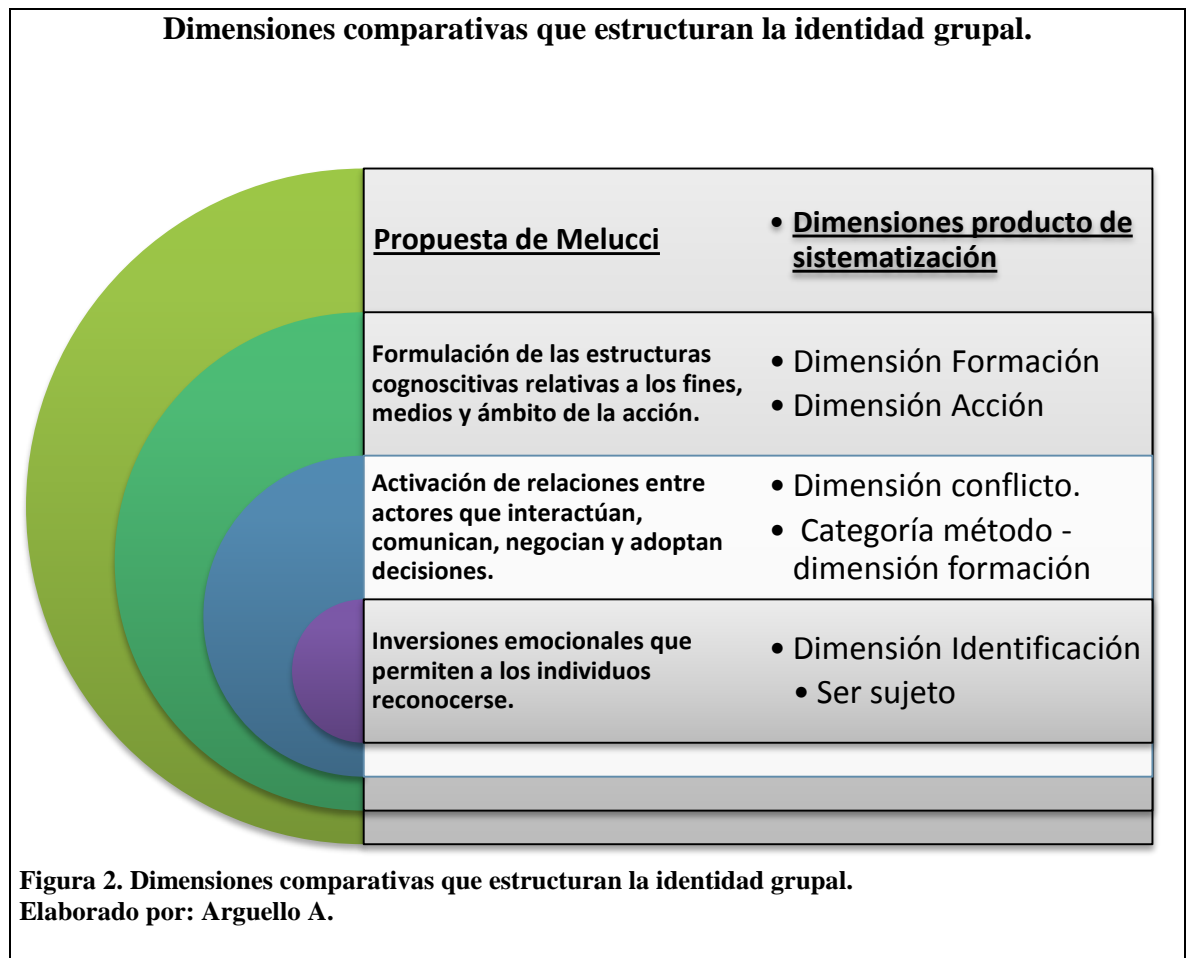 Dimensiones comparativas que estructuran la identidad grupal.
Propuesta de Melucci
• Dimensiones producto de
sistematización
Formulación de las estructuras
cognoscitivas relativas a los fines,
medios y ámbito de la acción.
• Dimensión Formación
• Dimensión Acción
Activación de relaciones entre
actores que interactúan,
comunican, negocian y adoptan
decisiones.
• Dimensión conflicto.
• Categoría método -
dimensión formación
Inversiones emocionales que
permiten a los individuos
reconocerse.
• Dimensión Identificación
• Ser sujeto
Figura 2. Dimensiones comparativas que estructuran la identidad grupal.
Elaborado por: Arguello A.